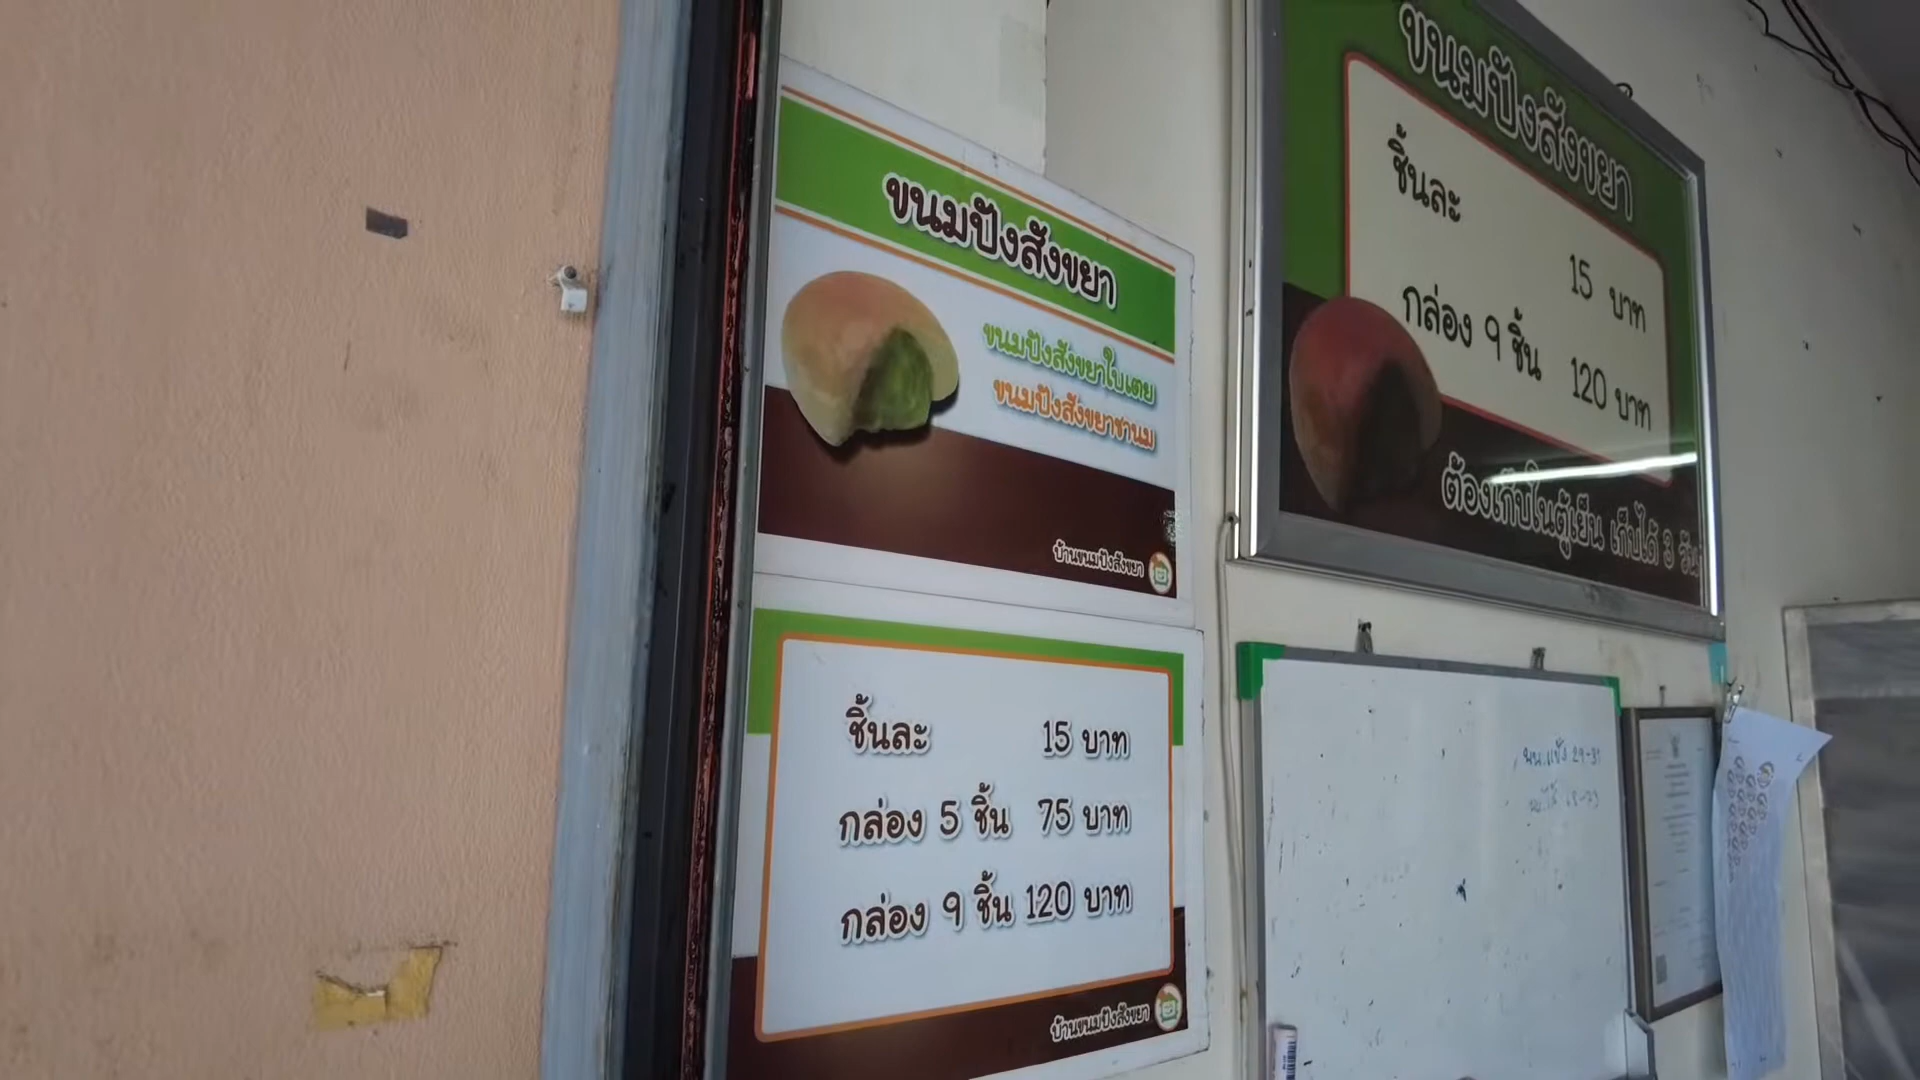 ขนมปังสังขยา
ขนมปังสังขยาใบเตย
ขนมปังสังขยาชานม
บ้านขนมปังสังขยา
ชิ้นละ 15 บาท
กล่อง 5 ชิ้น 75 บาท
กล่อง 9 ชิ้น 120 บาท
บ้านขนมปังสังขยา
ขนมปังสังขยา
ชิ้นละ
15 บาท
กล่อง 9 ชิ้น 120 บาท
ต้องเก็บในตู้เย็น เก็บได้ 3 วัน